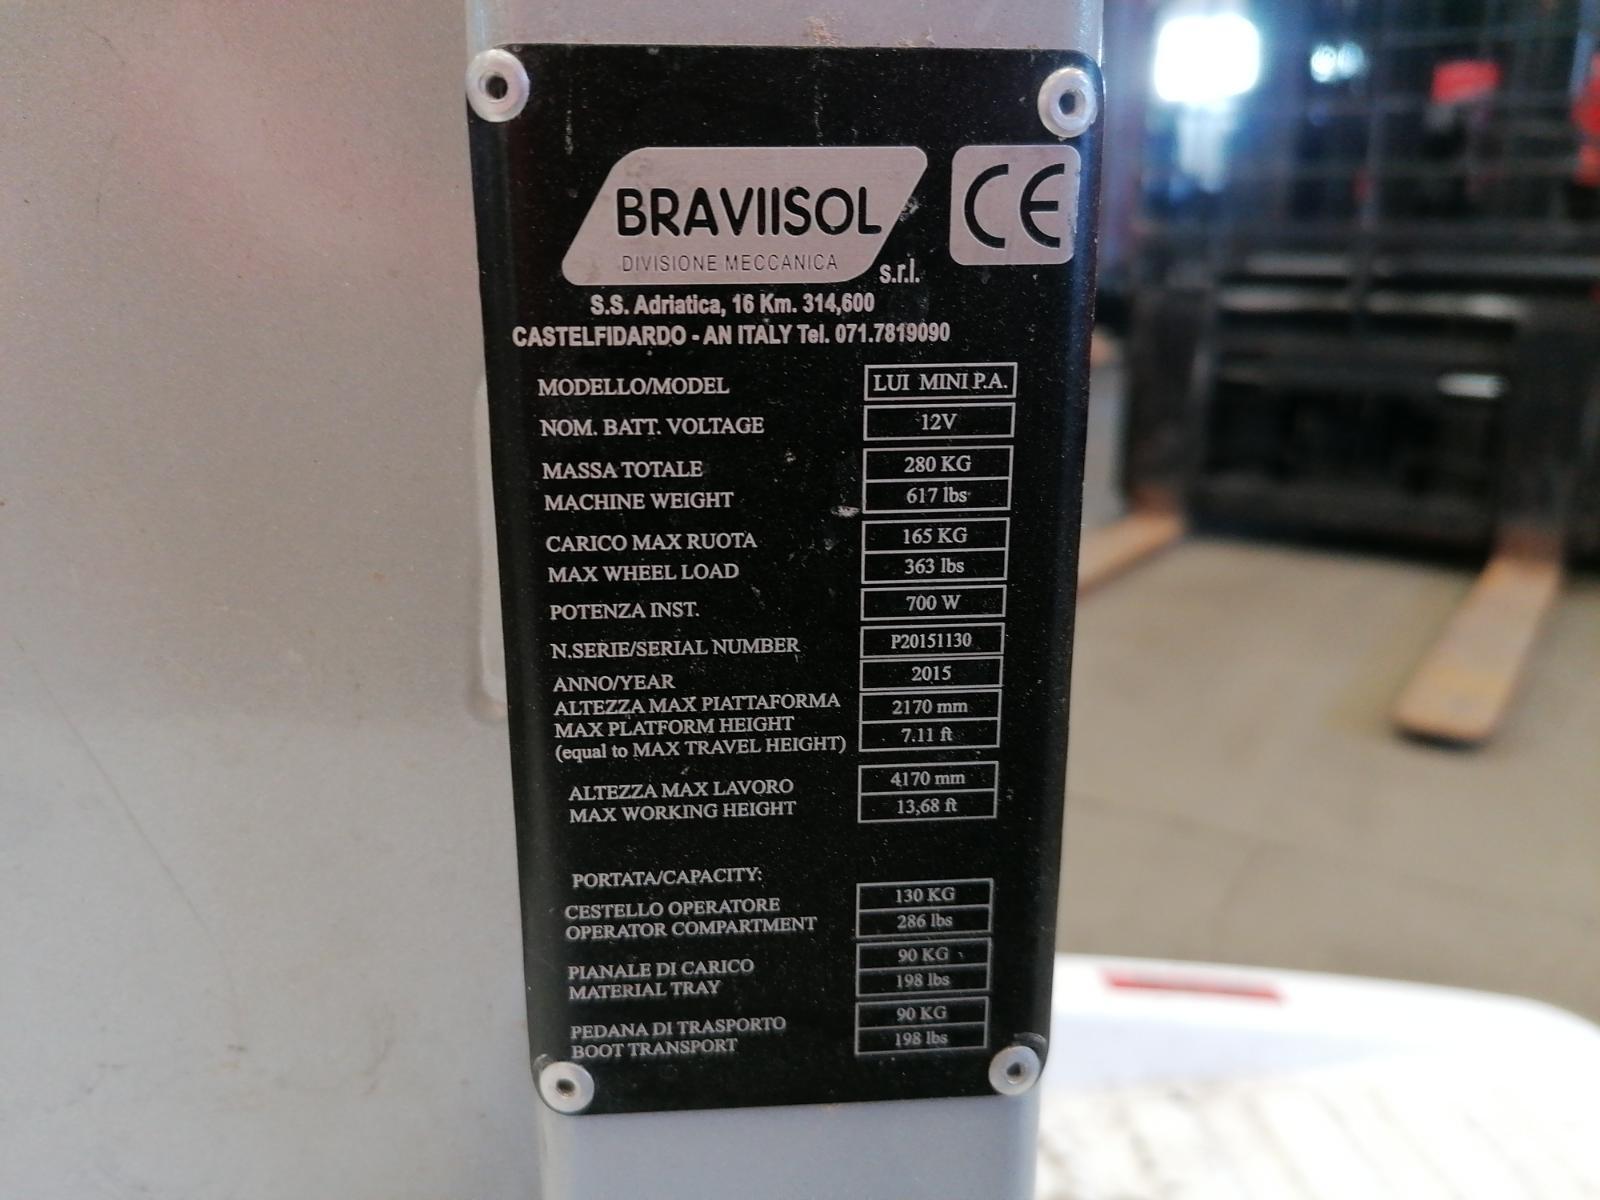 BRAVIISOL
DIVISIONE MECCANICA
s.r.l.
CE
S.S. Adriatica, 16 Km. 314,600
CASTELFIDARDO - AN ITALY Tel. 071.7819090
MODELLO/MODEL LUI MINI P.A.
NOM. BATT. VOLTAGE 12V
MASSA TOTALE 280 KG
MACHINE WEIGHT 617 lbs
CARICO MAX RUOTA 165 KG
MAX WHEEL LOAD 363 lbs
POTENZA INST. 700 W
N.SERIE/SERIAL NUMBER P20151130
ANNO/YEAR 2015
ALTEZZA MAX PIATTAFORMA 2170 mm
MAX PLATFORM HEIGHT 7.11 ft
(equal to MAX TRAVEL HEIGHT)
ALTEZZA MAX LAVORO 4170 mm
MAX WORKING HEIGHT 13,68 ft
PORTATA/CAPACITY:
CESTELLO OPERATORE 130 KG
OPERATOR COMPARTMENT 286 lbs
PIANALE DI CARICO 90 KG
MATERIAL TRAY 198 lbs
PEDANA DI TRASPORTO 90 KG
BOOT TRANSPORT 198 lbs